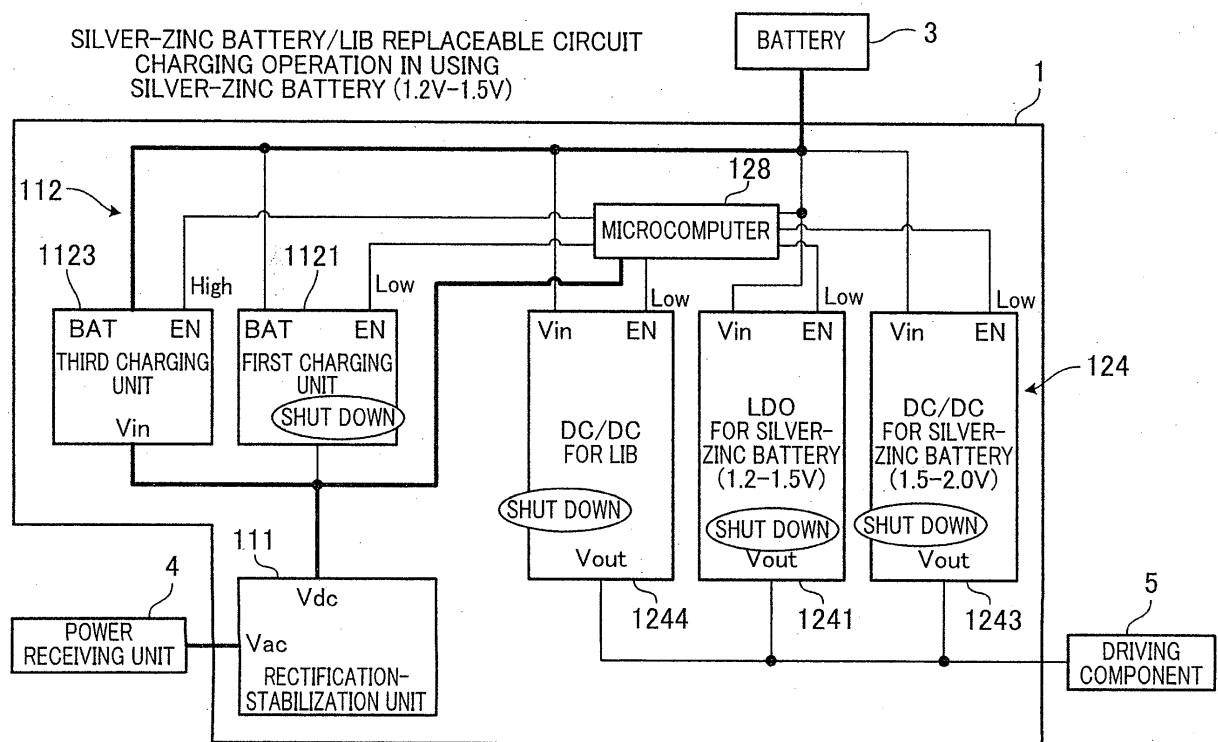 SILVER-ZINC BATTERY/LIB REPLACEABLE CIRCUIT
CHARGING OPERATION IN USING
SILVER-ZINC BATTERY (1.2V-1.5V)
BATTERY
3
1
112
128
MICROCOMPUTER
1123
High
1121
Low
Low
Low
Low
BAT EN
THIRD CHARGING
UNIT
Vin
BAT EN
FIRST CHARGING
UNIT
SHUT DOWN
Vin EN
DC/DC
FOR LIB
SHUT DOWN
Vout
1244
Vin EN
LDO
FOR SILVER-
ZINC BATTERY
(1.2-1.5V)
SHUT DOWN
Vout
1241
Vin EN
DC/DC
FOR SILVER-
ZINC BATTERY
(1.5-2.0V)
SHUT DOWN
Vout
1243
124
111
Vdc
Vac
RECTIFICATION-
STABILIZATION UNIT
4
POWER
RECEIVING UNIT
5
DRIVING
COMPONENT